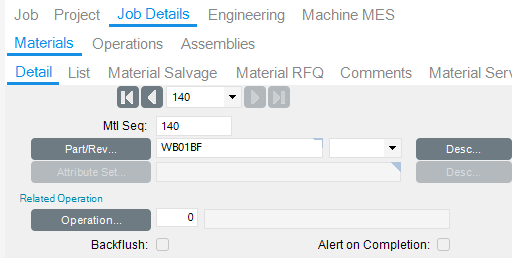 Job Project Job Details Engineering Machine MES
Materials Operations Assemblies
Detail List Material Salvage Material RFQ Comments Material Serv
140
Mtl Seq: 140
Part/Rev... WB01BF Desc...
Attribute Set... Desc...
Related Operation
Operation... 0
Backflush: Alert on Completion: